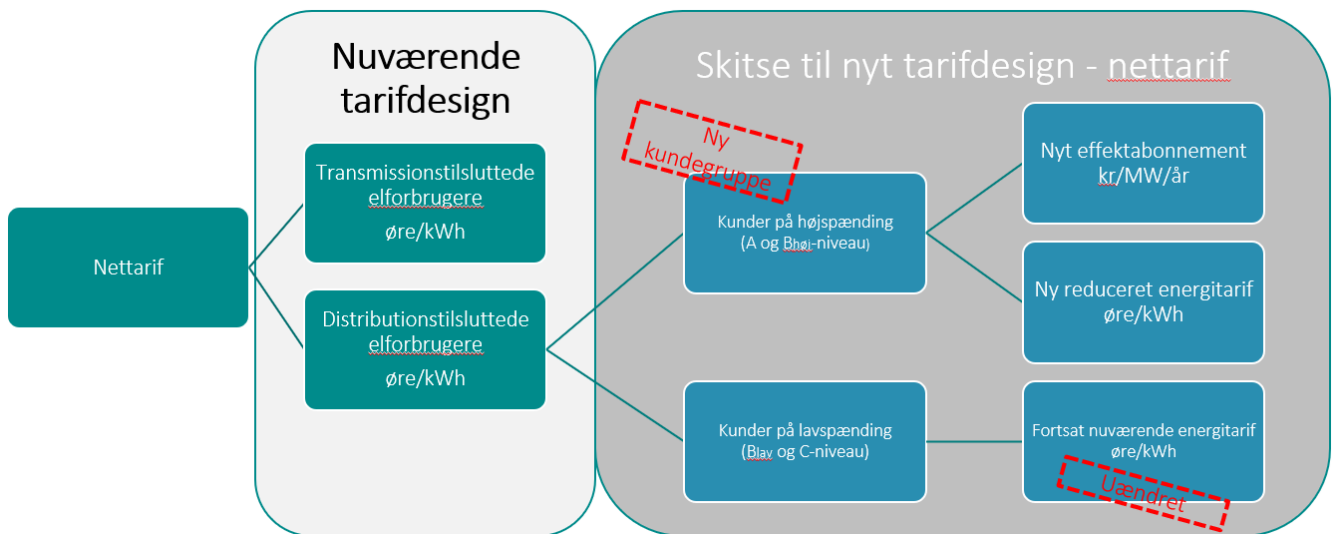 Nettarif
Nuværende
tarifdesign
Transmissionstilsluttede
elforbrugere
øre/kWh
Distributionstilsluttede
elforbrugere
øre/kWh
Skitse til nyt tarifdesign - nettarif
Ny
kundegruppe
Kunder på højspænding
(A og Bhøj-niveau)
Kunder på lavspænding
(Blav og C-niveau)
Nyt effektabonnement
kr/MW/år
Ny reduceret energitarif
øre/kWh
Fortsat nuværende energitarif
øre/kWh
Uændret